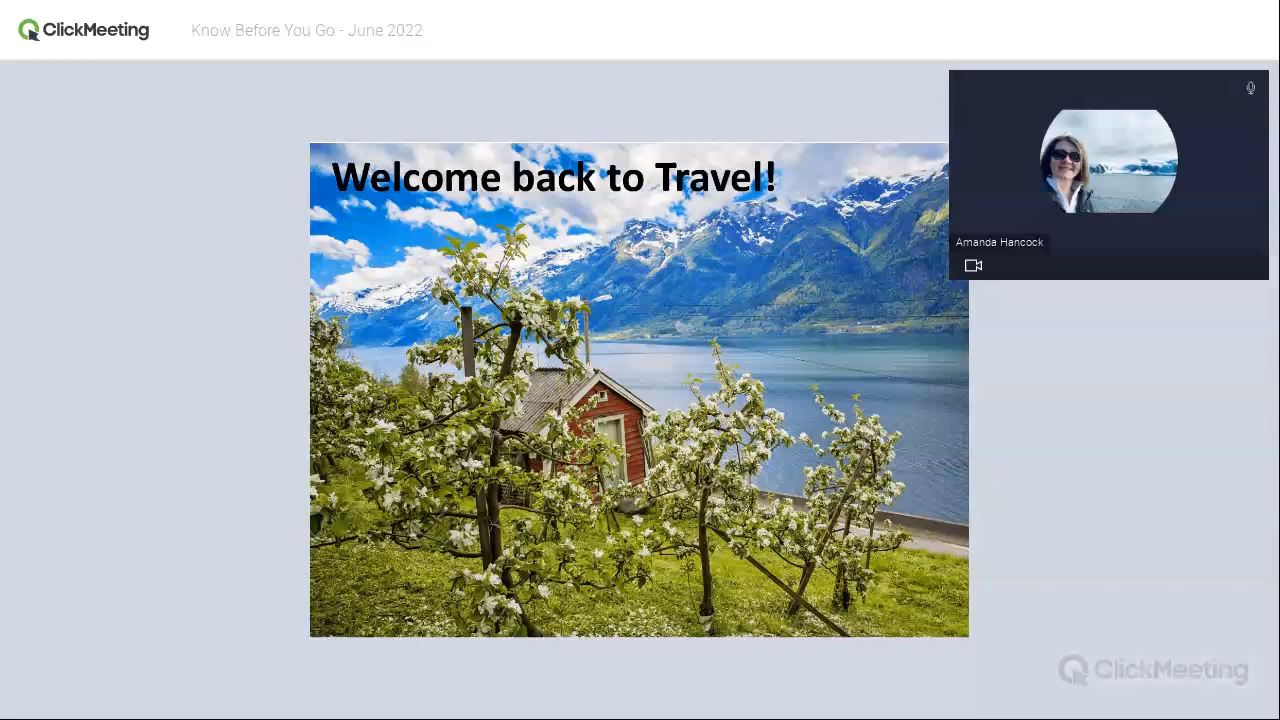 ClickMeeting
Know Before You Go - June 2022
Welcome back to Travel!
Amanda Hancock
ClickMeeting